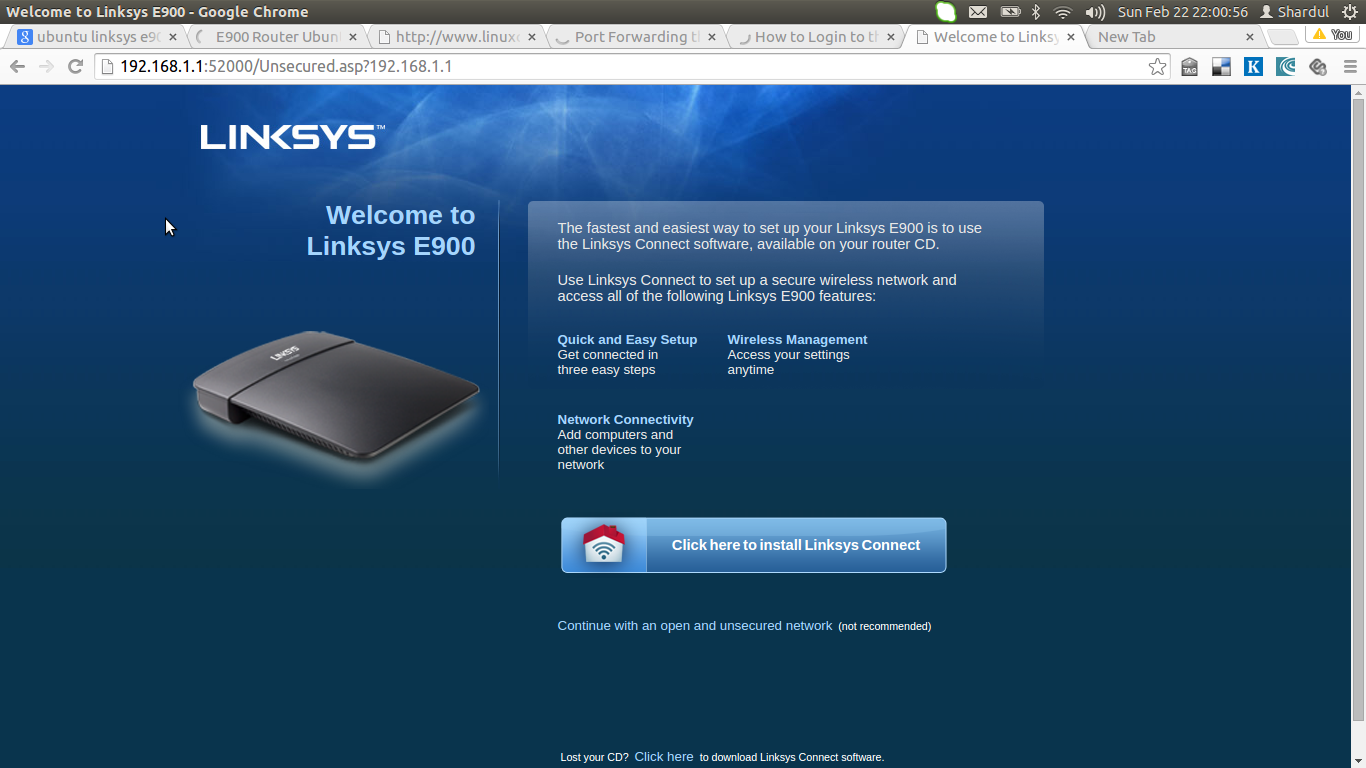 Welcome to Linksys E900 - Google Chrome
Sun Feb 22 22:00:56 Shardul
ubuntu linksys e90
E900 Router Ubunt
http://www.linuxq
Port Forwarding t
How to Login to th
Welcome to Linksy
New Tab
You
192.168.1.1:52000/Unsecured.asp?192.168.1.1
TAG
K
LINKSYS™
Welcome to
Linksys E900
The fastest and easiest way to set up your Linksys E900 is to use
the Linksys Connect software, available on your router CD.
Use Linksys Connect to set up a secure wireless network and
access all of the following Linksys E900 features:
Quick and Easy Setup
Get connected in
three easy steps
Wireless Management
Access your settings
anytime
LINKSYS
Network Connectivity
Add computers and
other devices to your
network
Click here to install Linksys Connect
Continue with an open and unsecured network (not recommended)
Lost your CD? Click here to download Linksys Connect software.